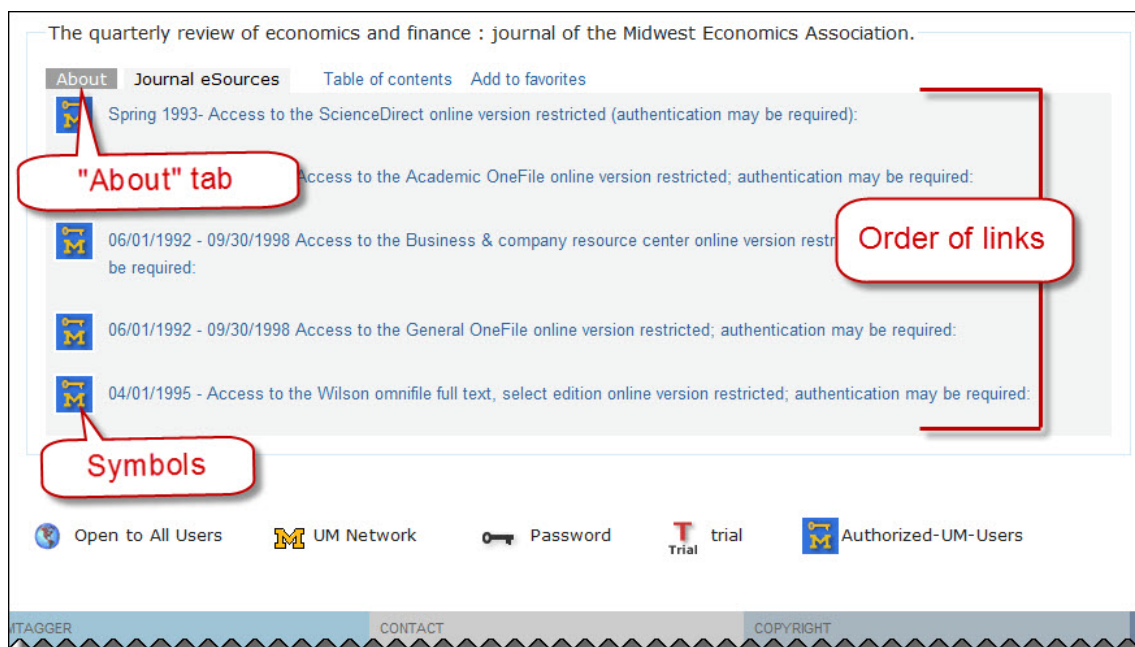 The quarterly review of economics and finance : journal of the Midwest Economics Association.
About Journal eSources Table of contents Add to favorites
Spring 1993- Access to the ScienceDirect online version restricted (authentication may be required):
"About" tab
Access to the Academic OneFile online version restricted; authentication may be required:
06/01/1992 - 09/30/1998 Access to the Business & company resource center online version
be required:
Order of links
06/01/1992 - 09/30/1998 Access to the General OneFile online version restricted; authentication may be required:
04/01/1995 - Access to the Wilson omnifile full text, select edition online version restricted; authentication may be required:
Symbols
Open to All Users M UM Network Password T Trial trial M Authorized-UM-Users
MTAGGER CONTACT COPYRIGHT